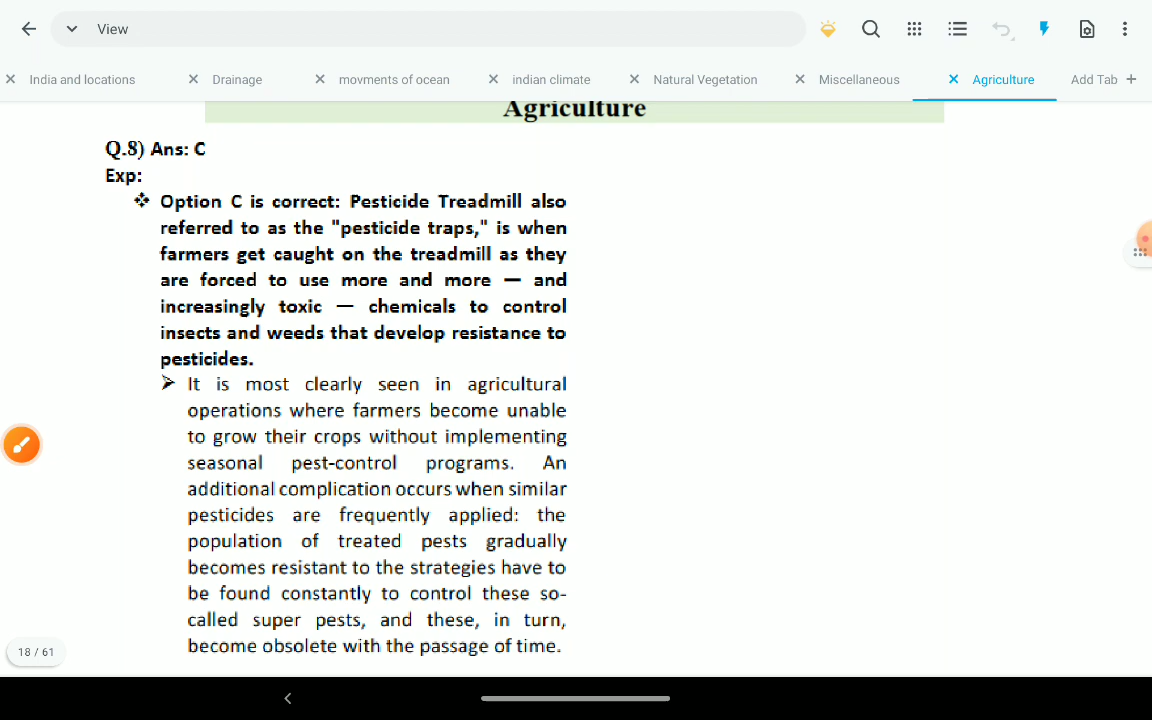 View
India and locations
Drainage
movments of ocean
indian climate
Natural Vegetation
Miscellaneous
Agriculture
Add Tab
Agriculture
Q.8) Ans: C
Exp:
Option C is correct: Pesticide Treadmill also
referred to as the "pesticide traps," is when
farmers get caught on the treadmill as they
are forced to use more and more — and
increasingly toxic — chemicals to control
insects and weeds that develop resistance to
pesticides.
It is most clearly seen in agricultural
operations where farmers become unable
to grow their crops without implementing
seasonal pest-control programs. An
additional complication occurs when similar
pesticides are frequently applied: the
population of treated pests gradually
becomes resistant to the strategies have to
be found constantly to control these so-
called super pests, and these, in turn,
become obsolete with the passage of time.
18 / 61